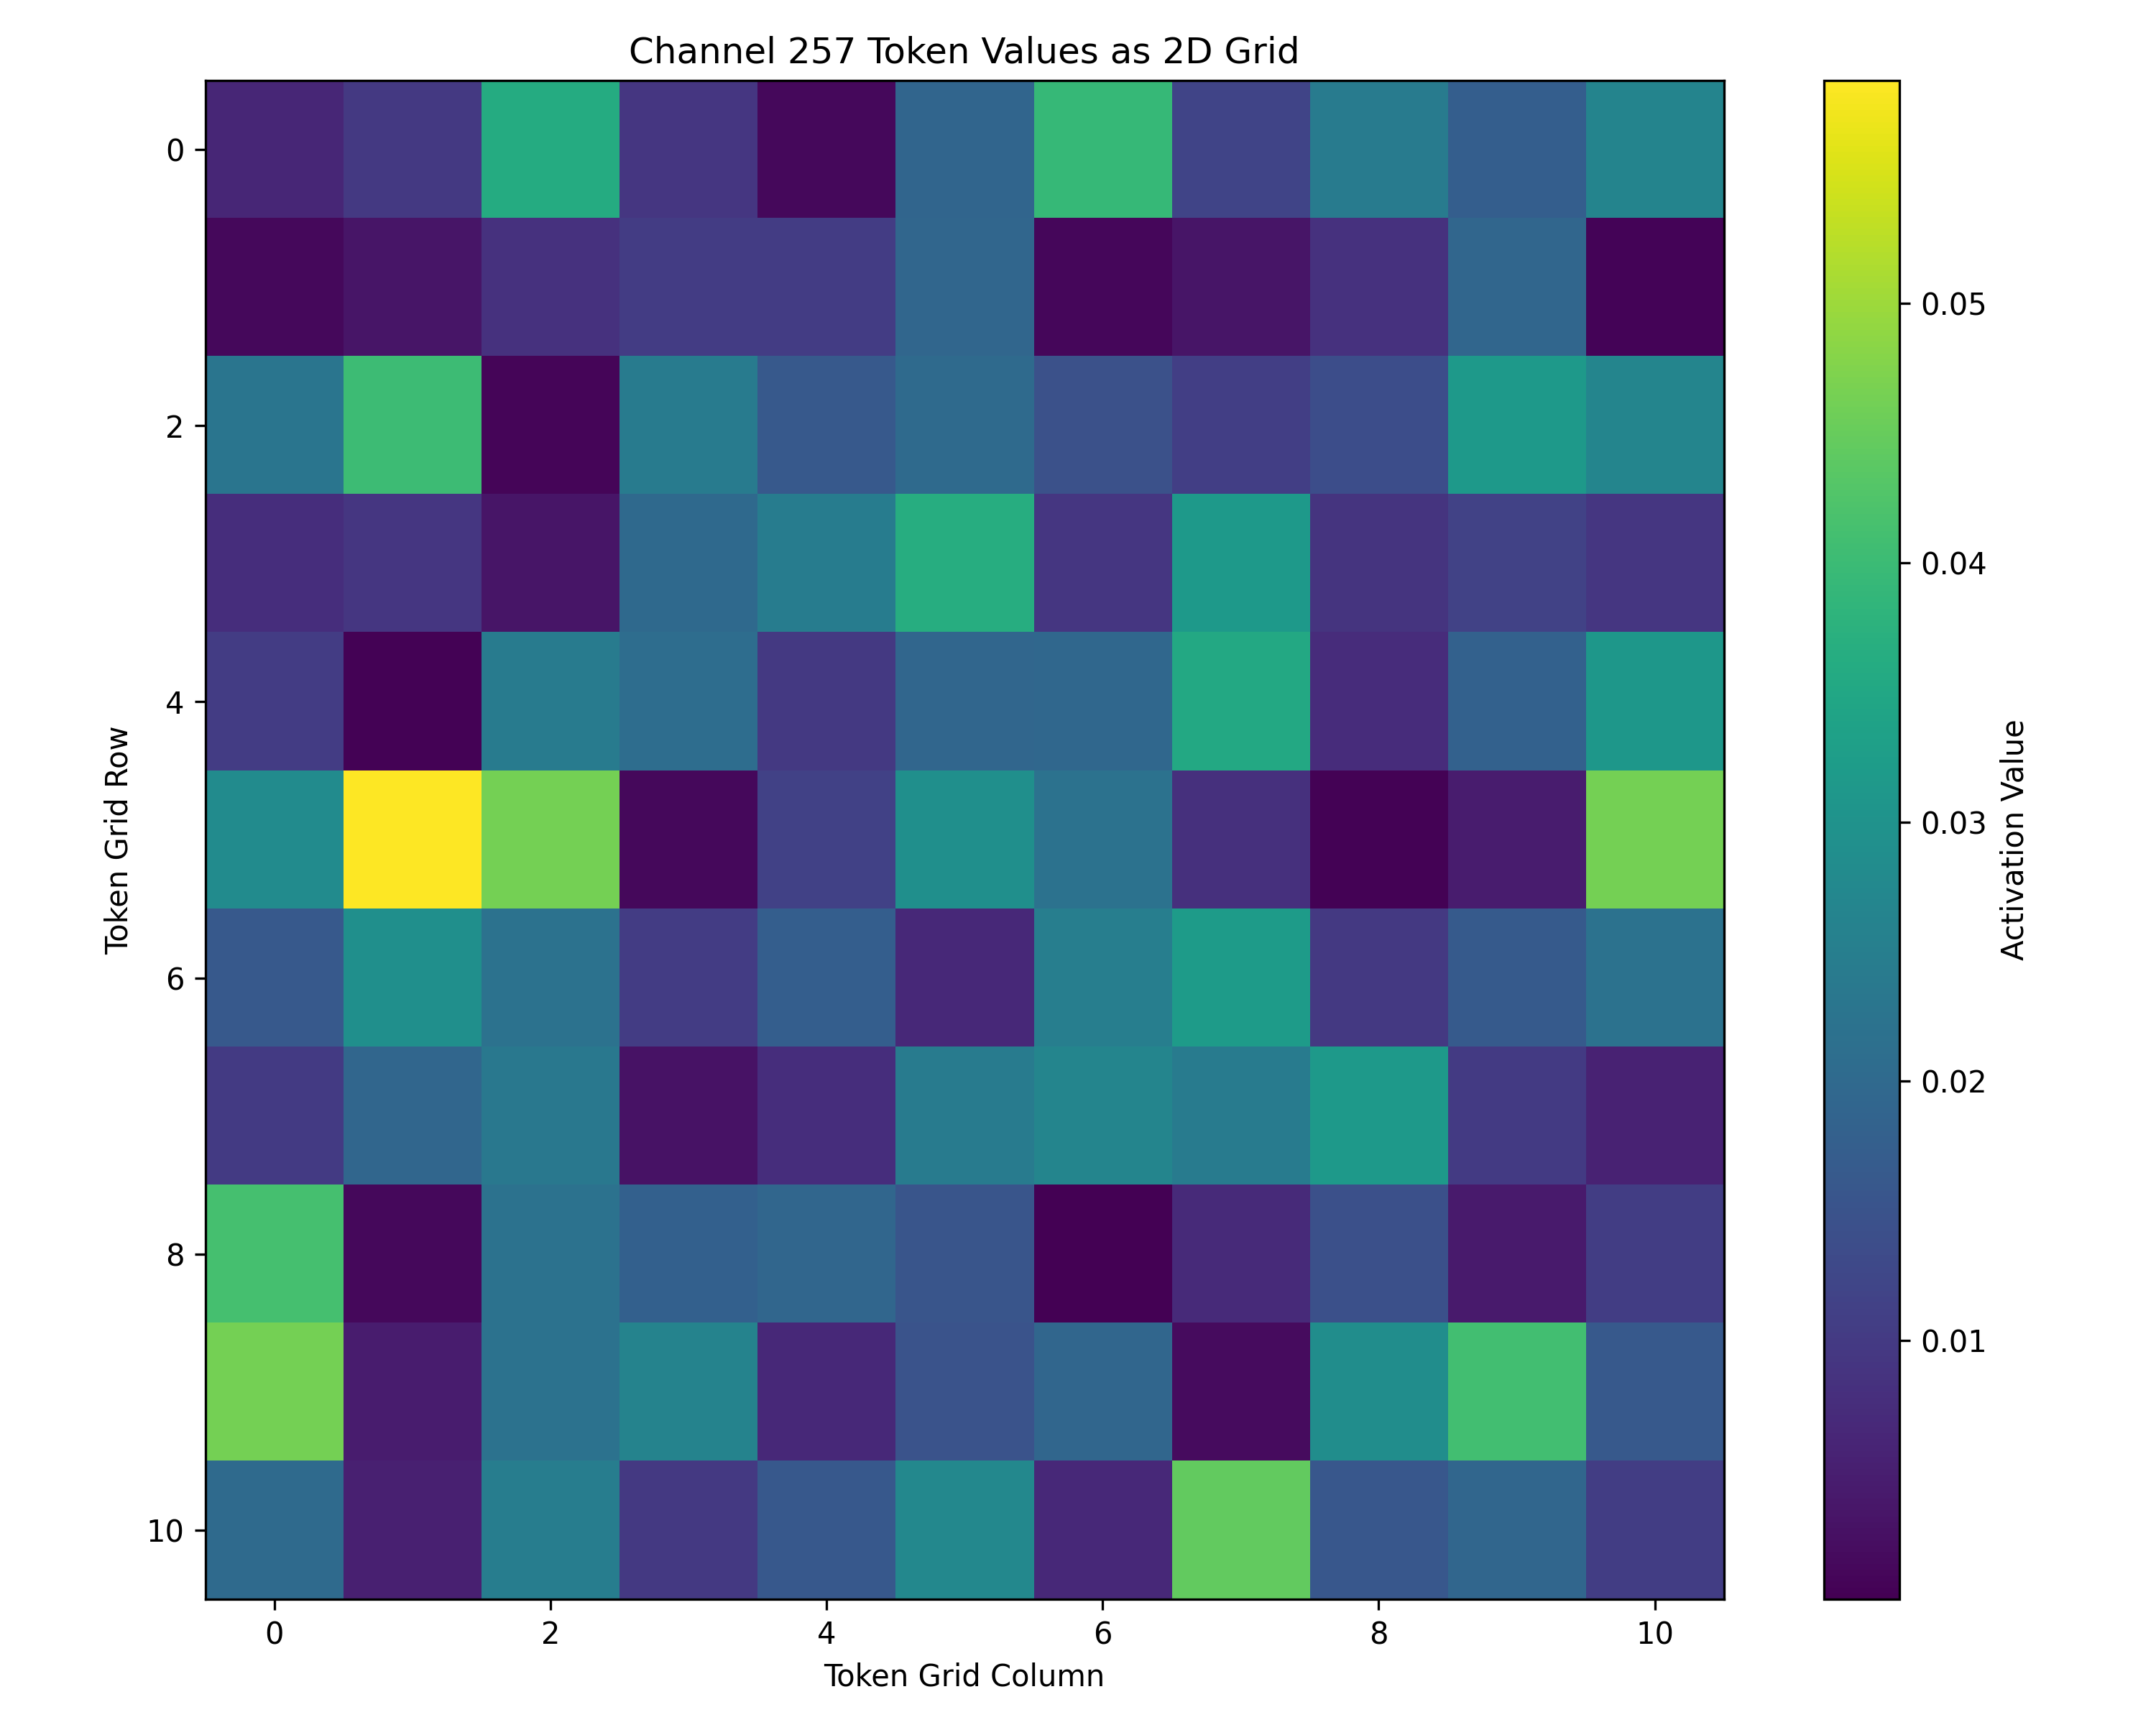 Channel 257 Token Values as 2D Grid
0
2
4
6
8
10
Token Grid Row
0 2 4 6 8 10
Token Grid Column
0.05
0.04
0.03
0.02
0.01
Activation Value